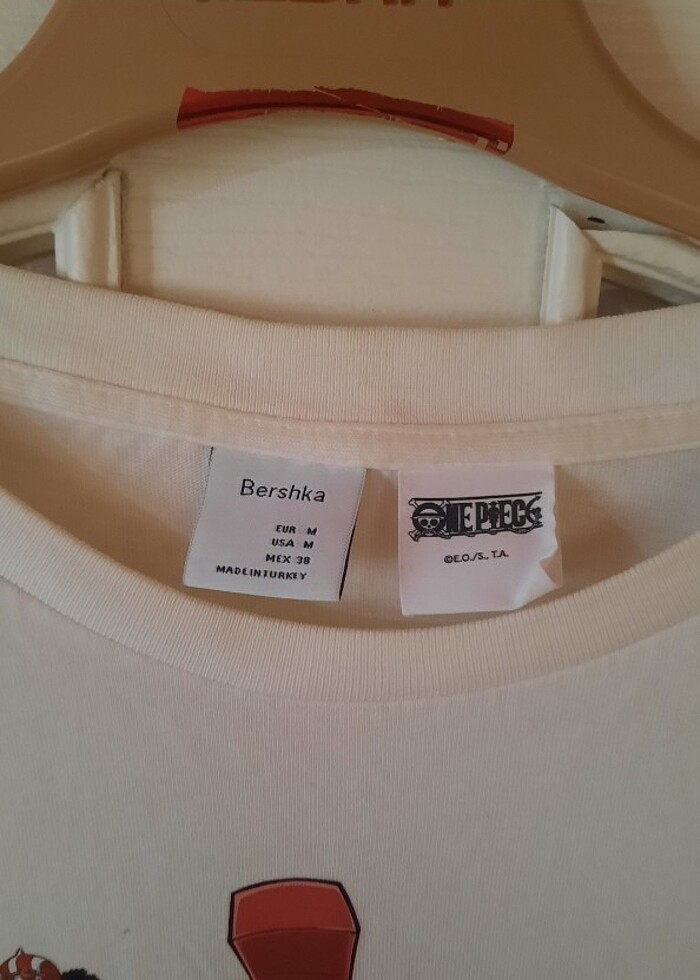 Bershka
EUR M
USA M
MEX 38
MADE IN TURKEY
ONE PIECE
©E.O./S., T.A.